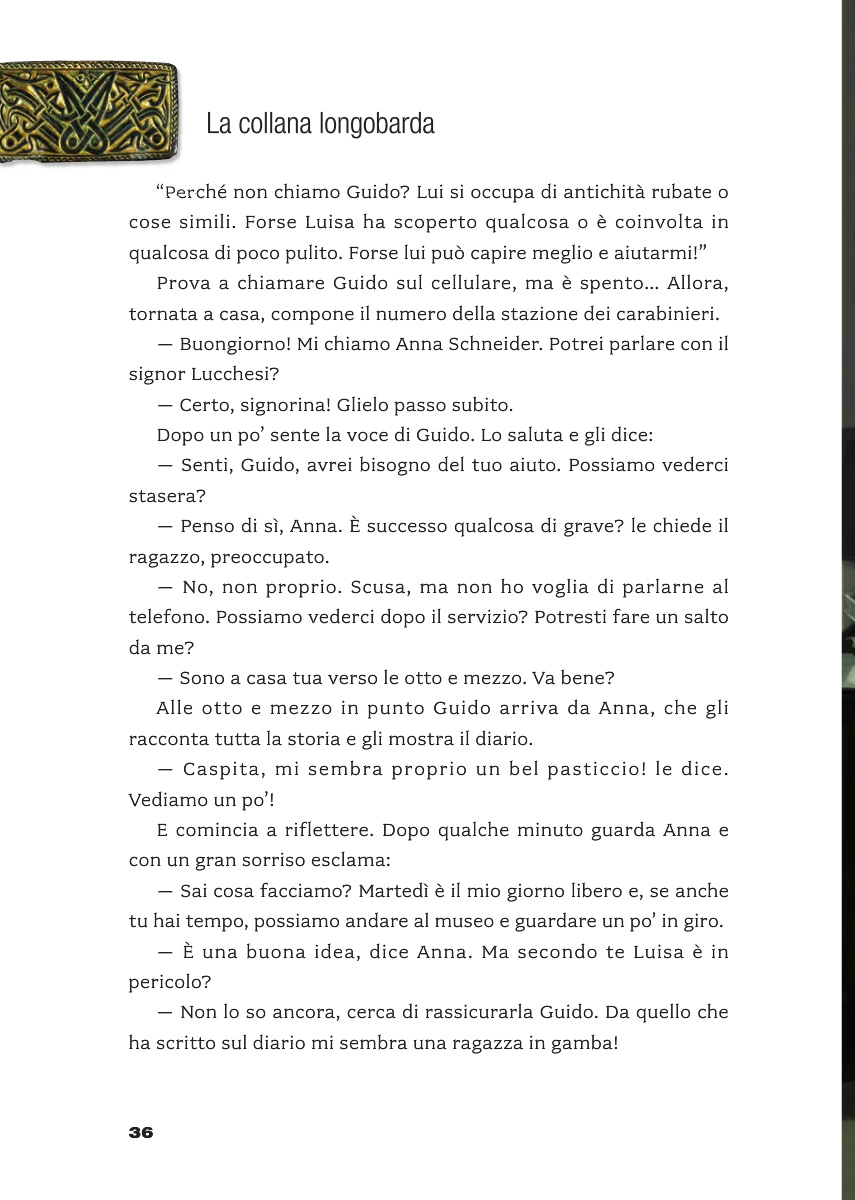 La collana longobarda
“Perché non chiamo Guido? Lui si occupa di antichità rubate o
cose simili. Forse Luisa ha scoperto qualcosa o è coinvolta in
qualcosa di poco pulito. Forse lui può capire meglio e aiutarmi!”
Prova a chiamare Guido sul cellulare, ma è spento... Allora,
tornata a casa, compone il numero della stazione dei carabinieri.
— Buongiorno! Mi chiamo Anna Schneider. Potrei parlare con il
signor Lucchesi?
— Certo, signorina! Glielo passo subito.
Dopo un po’ sente la voce di Guido. Lo saluta e gli dice:
— Senti, Guido, avrei bisogno del tuo aiuto. Possiamo vederci
stasera?
— Penso di sì, Anna. È successo qualcosa di grave? le chiede il
ragazzo, preoccupato.
— No, non proprio. Scusa, ma non ho voglia di parlarne al
telefono. Possiamo vederci dopo il servizio? Potresti fare un salto
da me?
— Sono a casa tua verso le otto e mezzo. Va bene?
Alle otto e mezzo in punto Guido arriva da Anna, che gli
racconta tutta la storia e gli mostra il diario.
— Caspita, mi sembra proprio un bel pasticcio! le dice.
Vediamo un po’!
E comincia a riflettere. Dopo qualche minuto guarda Anna e
con un gran sorriso esclama:
— Sai cosa facciamo? Martedì è il mio giorno libero e, se anche
tu hai tempo, possiamo andare al museo e guardare un po’ in giro.
— È una buona idea, dice Anna. Ma secondo te Luisa è in
pericolo?
— Non lo so ancora, cerca di rassicurarla Guido. Da quello che
ha scritto sul diario mi sembra una ragazza in gamba!
36